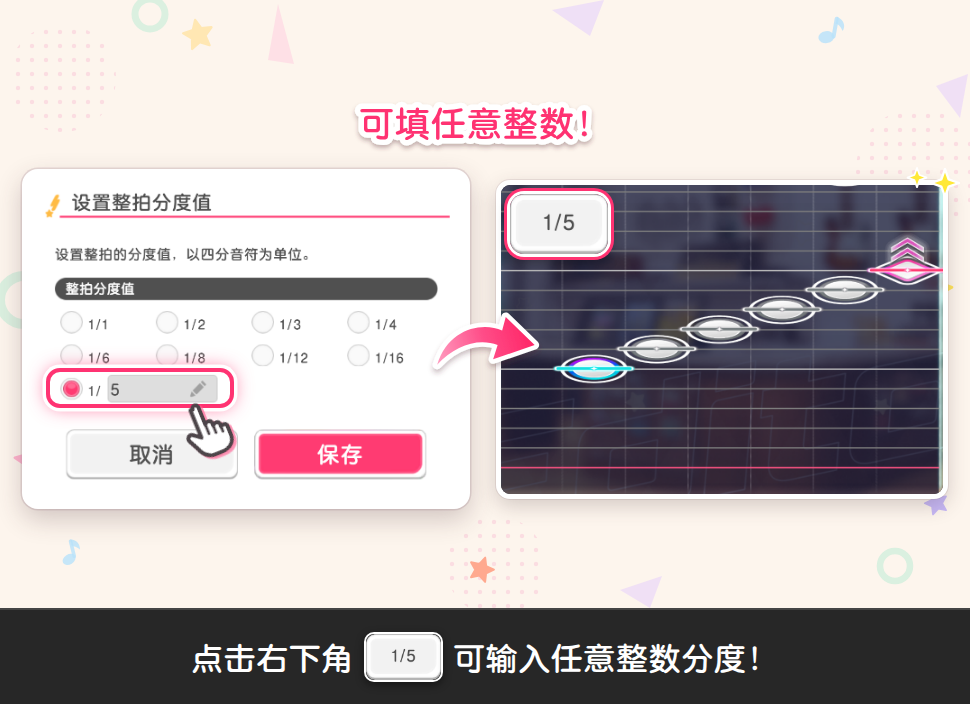 可填任意整数!
设置整拍分度值
设置整拍的分度值，以四分音符为单位。
整拍分度值
1/1 1/2 1/3 1/4
1/6 1/8 1/12 1/16
1/ 5
取消 保存
1/5
点击右下角 1/5 可输入任意整数分度!